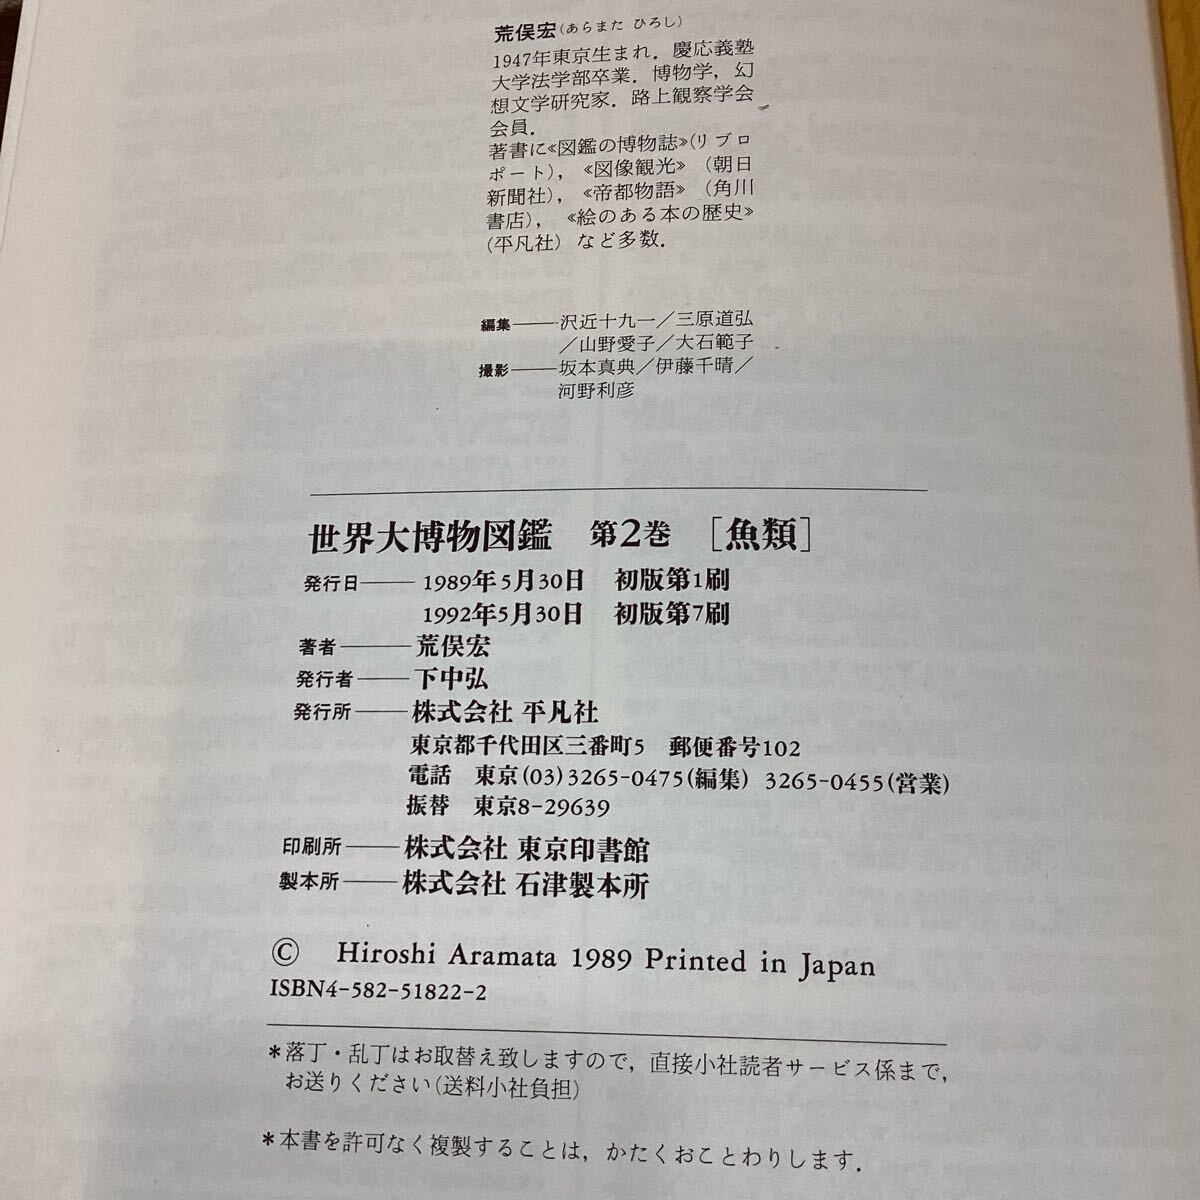 荒俣宏(あらまた ひろし)
1947年東京生まれ．慶応義塾
大学法学部卒業．博物学，幻
想文学研究家．路上観察学会
会員．
著書に《図鑑の博物誌》(リブロ
ポート)，《図像観光》（朝日
新聞社)，《帝都物語》（角川
書店)，《絵のある本の歴史》
(平凡社）など多数．
編集――沢近十九一／三原道弘
／山野愛子／大石範子
撮影――坂本真典／伊藤千晴／
河野利彦
世界大博物図鑑 第2巻 ［魚類］
発行日――1989年5月30日 初版第1刷
1992年5月30日 初版第7刷
著者――荒俣宏
発行者――下中弘
発行所――株式会社 平凡社
東京都千代田区三番町5 郵便番号102
電話 東京(03)3265-0475(編集) 3265-0455(営業)
振替 東京8-29639
印刷所――株式会社 東京印書館
製本所――株式会社 石津製本所
© Hiroshi Aramata 1989 Printed in Japan
ISBN4-582-51822-2
＊落丁・乱丁はお取替え致しますので，直接小社読者サービス係まで，
お送りください(送料小社負担)
＊本書を許可なく複製することは，かたくおことわりします．